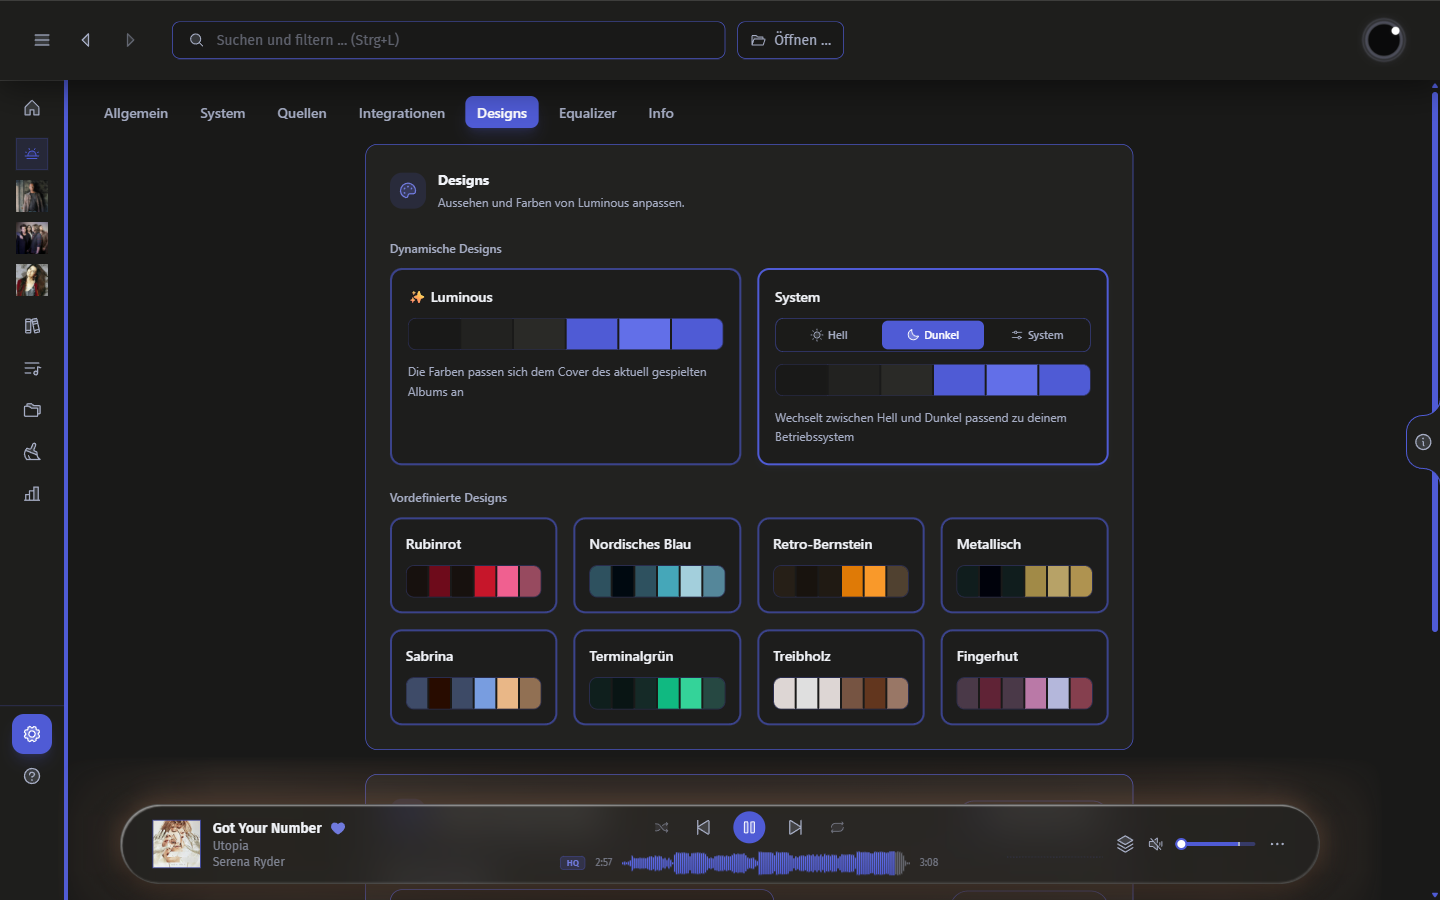 Suchen und filtern ... (Strg+L)
Öffnen ...
Allgemein
System
Quellen
Integrationen
Designs
Equalizer
Info
Designs
Aussehen und Farben von Luminous anpassen.
Dynamische Designs
✨ Luminous
Die Farben passen sich dem Cover des aktuell gespielten
Albums an
System
Hell
Dunkel
System
Wechselt zwischen Hell und Dunkel passend zu deinem
Betriebssystem
Vordefinierte Designs
Rubinrot
Nordisches Blau
Retro-Bernstein
Metallisch
Sabrina
Terminalgrün
Treibholz
Fingerhut
Got Your Number
Utopia
Serena Ryder
HQ
2:57
3:08